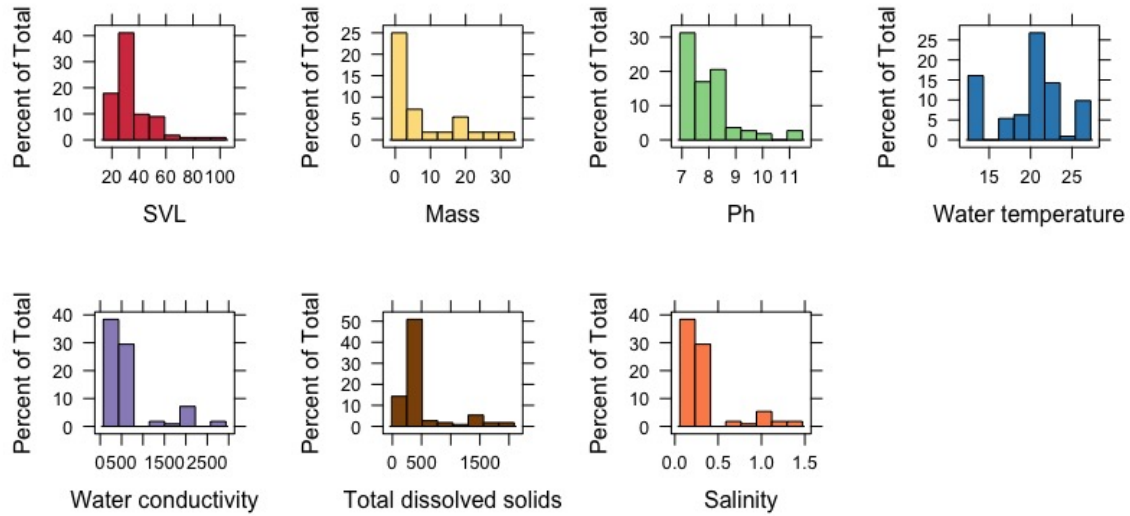 Percent of Total
40
30
20
10
0
20 40 60 80 100
SVL
Percent of Total
25
20
15
10
5
0
0 10 20 30
Mass
Percent of Total
30
20
10
0
7 8 9 10 11
Ph
Percent of Total
25
20
15
10
5
0
15 20 25
Water temperature
Percent of Total
40
30
20
10
0
0 500 1500 2500
Water conductivity
Percent of Total
50
40
30
20
10
0
0 500 1500
Total dissolved solids
Percent of Total
40
30
20
10
0
0.0 0.5 1.0 1.5
Salinity